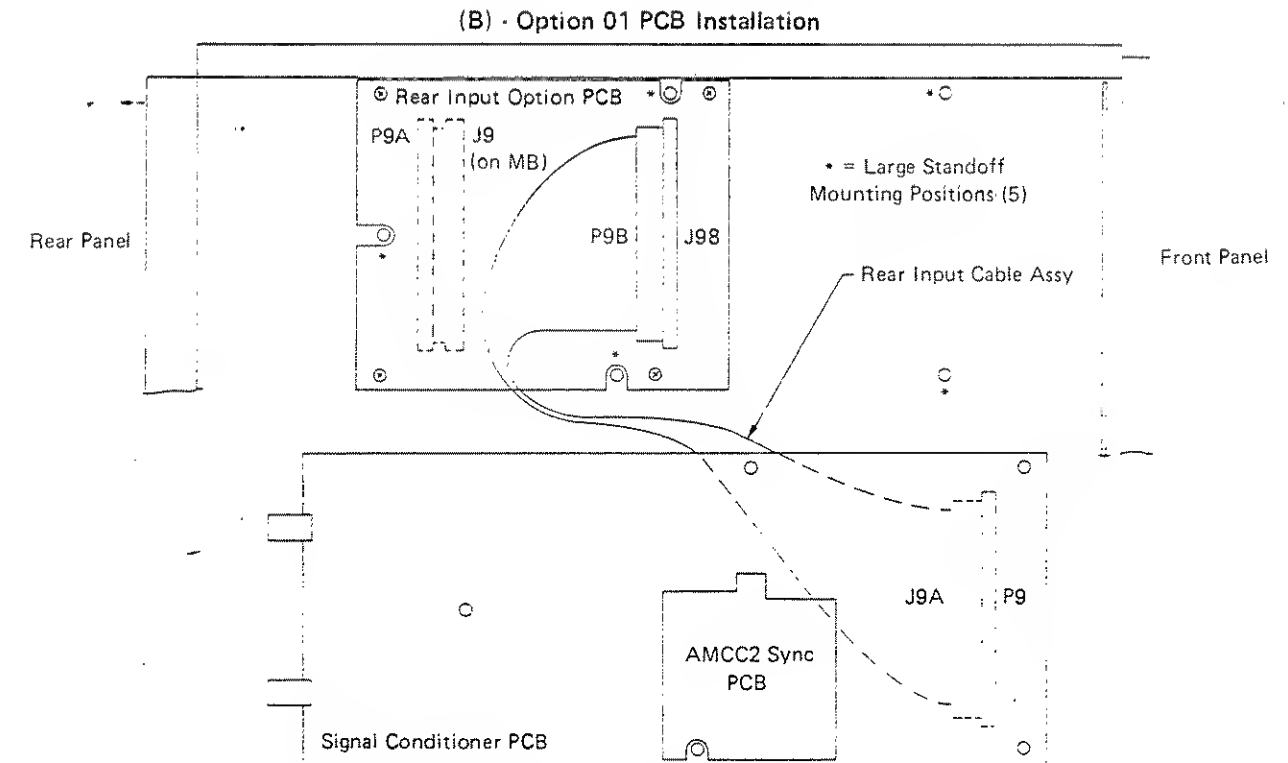 (B) - Option 01 PCB Installation
Rear Input Option PCB
*
*
P9A
J9
(on MB)
* = Large Standoff
Mounting Positions (5)
Rear Panel
P9B
J98
Front Panel
*
Rear Input Cable Assy
*
*
J9A
P9
AMCC2 Sync
PCB
Signal Conditioner PCB